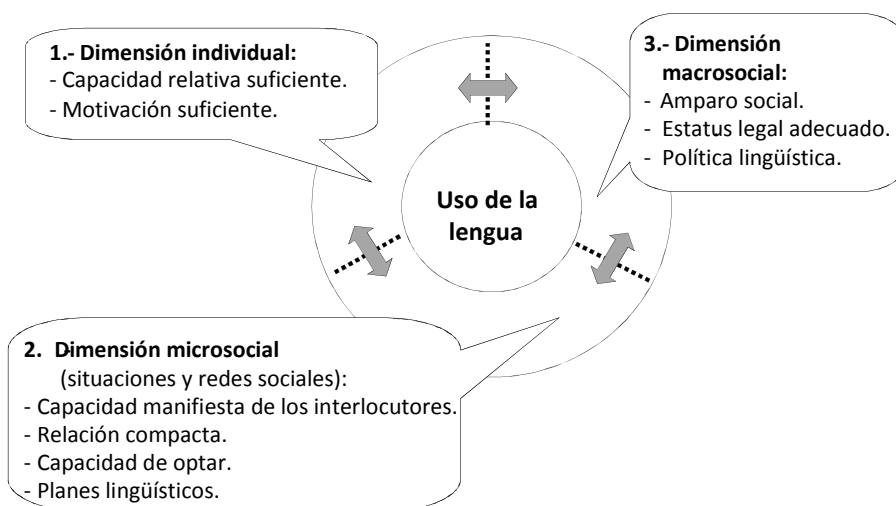 1.- Dimensión individual:
- Capacidad relativa suficiente.
- Motivación suficiente.
3.- Dimensión
macrosocial:
- Amparo social.
- Estatus legal adecuado.
- Política lingüística.
Uso de la
lengua
2. -Dimensión microsocial
(situaciones y redes sociales):
- Capacidad manifiesta de los interlocutores.
- Relación compacta.
- Capacidad de optar.
- Planes lingüísticos.